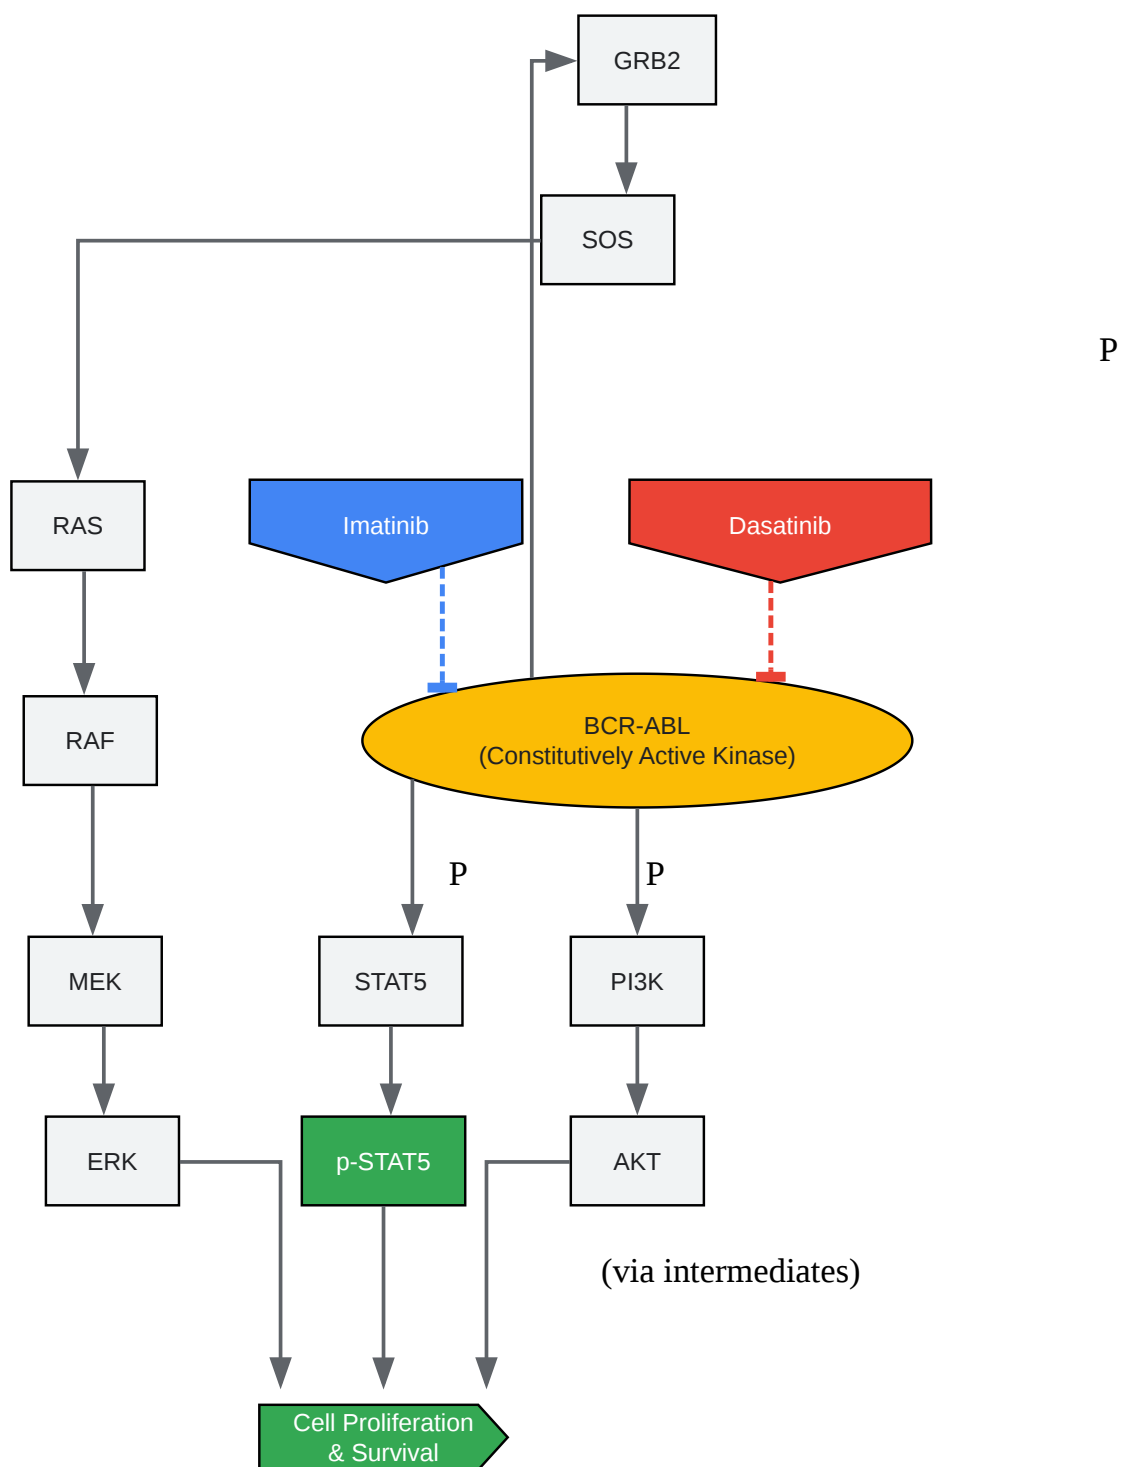 GRB2
SOS
P
RAS
Imatinib
Dasatinib
RAF
BCR-ABL
(Constitutively Active Kinase)
P
P
MEK
STAT5
PI3K
ERK
p-STAT5
AKT
(via intermediates)
Cell Proliferation
& Survival